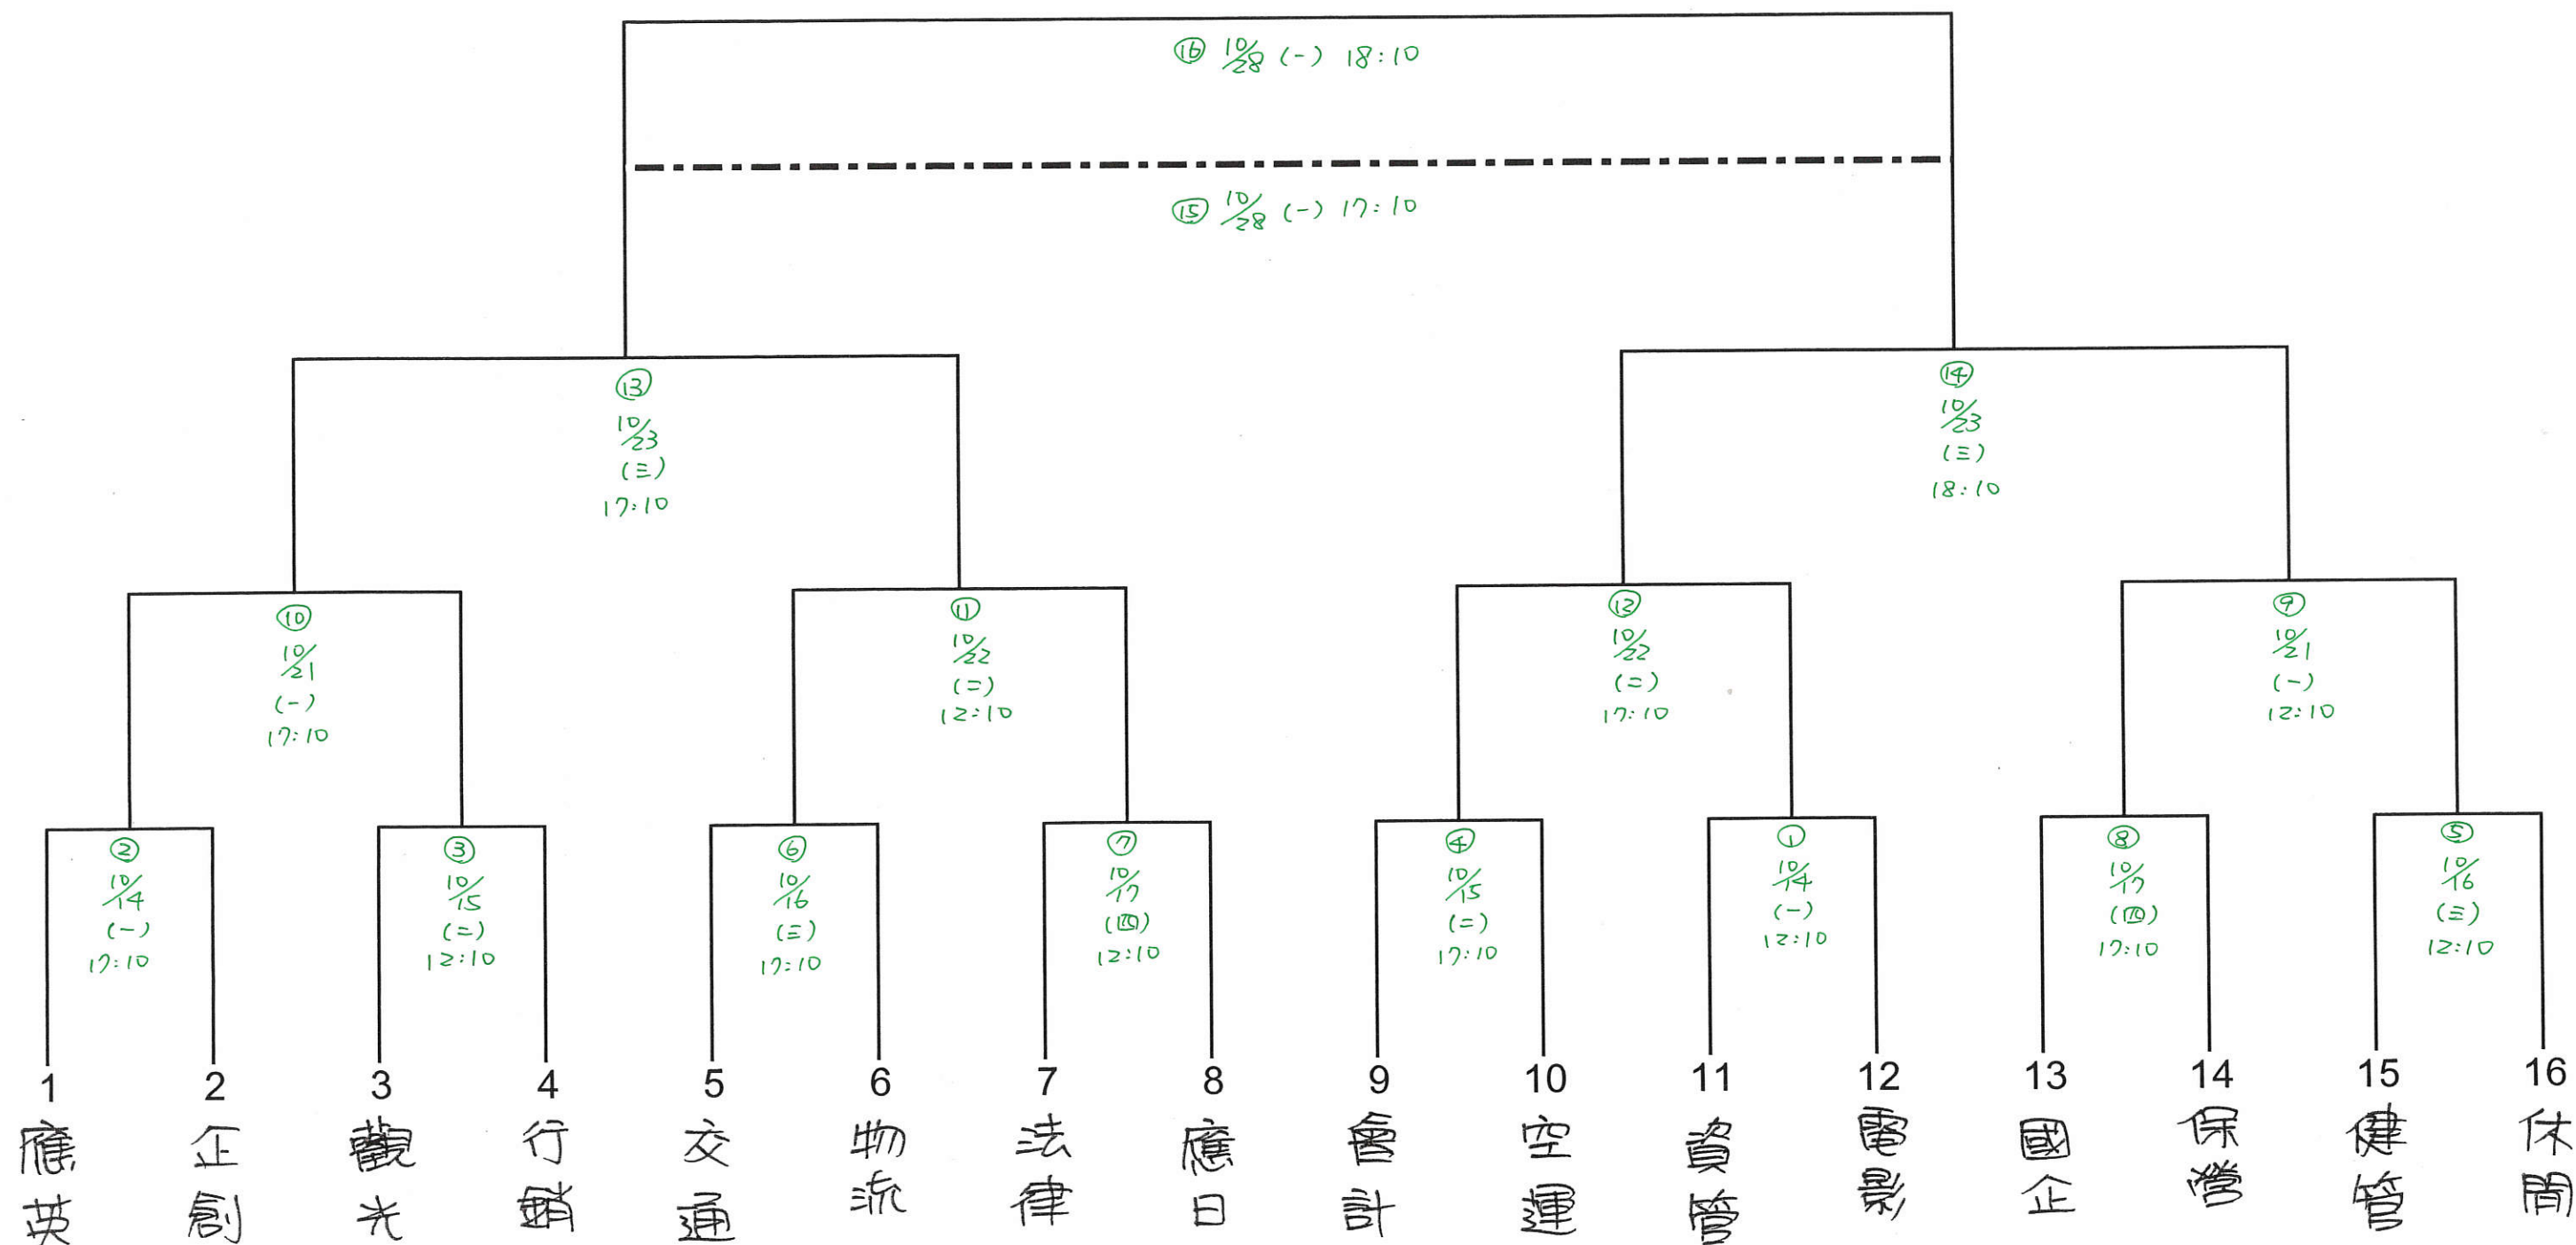 ⑯ 10/28 (一) 18:10
⑮ 10/28 (一) 17:10
⑬
10/23
(三)
17:10
⑭
10/23
(三)
18:10
⑩
10/21
(一)
17:10
⑪
10/22
(二)
12:10
⑫
10/22
(二)
17:10
⑨
10/21
(一)
12:10
②
10/14
(一)
17:10
③
10/15
(二)
12:10
⑥
10/16
(三)
17:10
⑦
10/17
(四)
12:10
④
10/15
(二)
17:10
①
10/14
(一)
12:10
⑧
10/17
(四)
17:10
⑤
10/16
(三)
12:10
1 2 3 4 5 6 7 8 9 10 11 12 13 14 15 16
應英
企創
觀光
行銷
交通
物流
法律
應日
會計
空運
資管
電影
國企
保營
健管
休閒